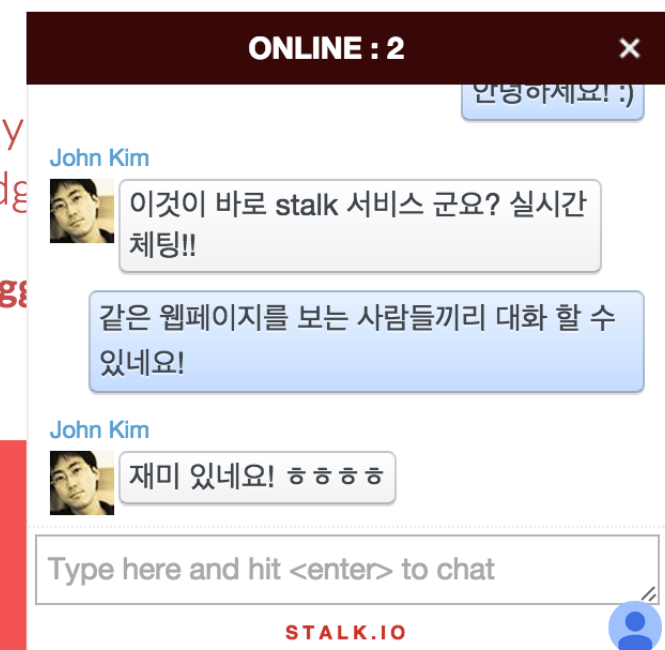 ONLINE : 2
y
안녕하세요! :)
John Kim
dg
이것이 바로 stalk 서비스 군요? 실시간
체팅!!
gg
같은 웹페이지를 보는 사람들끼리 대화 할 수
있네요!
John Kim
재미 있네요! ㅎㅎㅎㅎ
Type here and hit <enter> to chat
STALK.IO